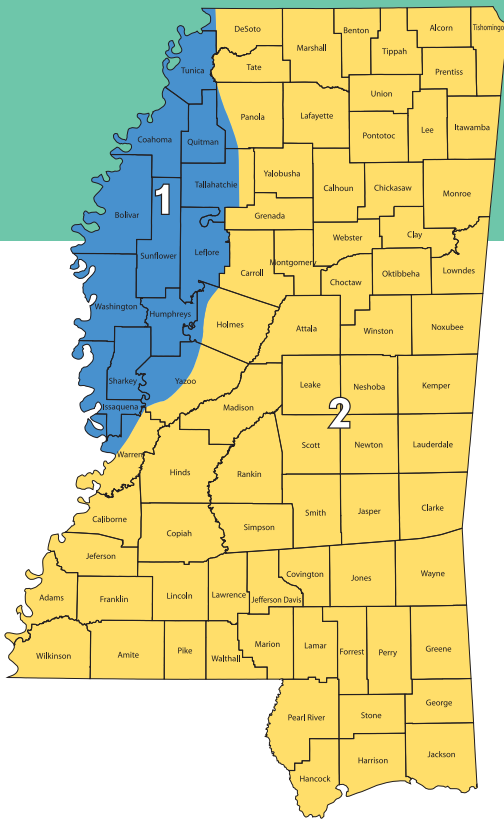 DeSoto
Marshall
Benton
Tippah
Alcorn
Tishomingo
Tunica
Tate
Prentiss
Union
Panola
Lafayette
Pontotoc
Lee
Itawamba
Coahoma
Quitman
Yalobusha
Tallahatchie
Calhoun
Chickasaw
Monroe
1
Bolivar
Grenada
Webster
Clay
Sunflower
Leflore
Carroll
Montgomery
Choctaw
Oktibbeha
Lowndes
Washington
Humphreys
Holmes
Attala
Winston
Noxubee
Sharkey
Yazoo
Leake
Neshoba
Kemper
Issaquena
Madison
2
Warren
Hinds
Rankin
Scott
Newton
Lauderdale
Caliborne
Copiah
Simpson
Smith
Jasper
Clarke
Jeferson
Adams
Franklin
Lincoln
Lawrence
Jefferson Davis
Covington
Jones
Wayne
Wilkinson
Amite
Pike
Walthall
Marion
Lamar
Forrest
Perry
Greene
Pearl River
Stone
George
Hancock
Harrison
Jackson